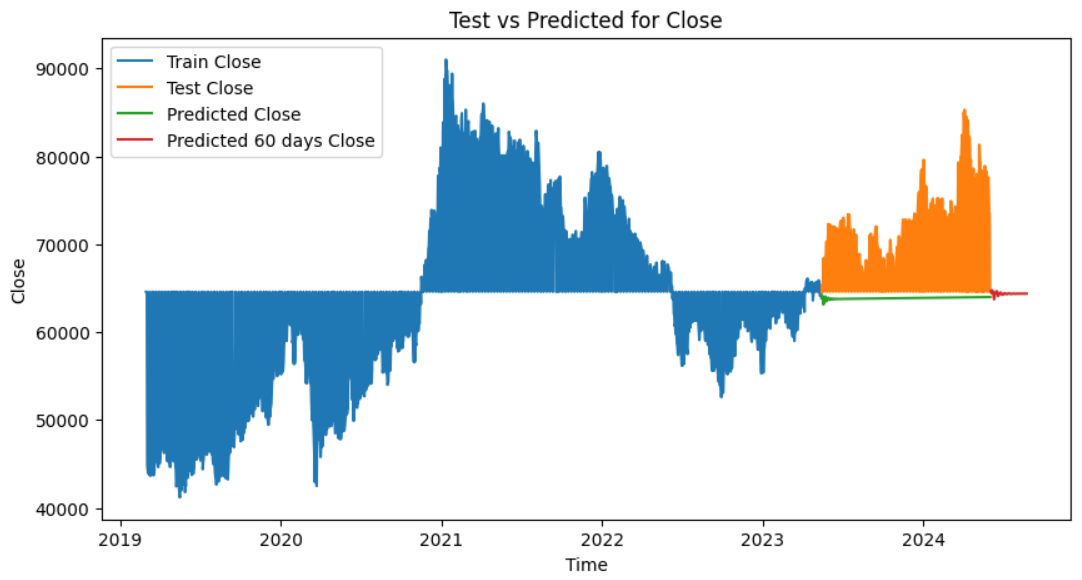 Test vs Predicted for Close
Train Close
Test Close
Predicted Close
Predicted 60 days Close
Close
90000
80000
70000
60000
50000
40000
2019 2020 2021 2022 2023 2024
Time